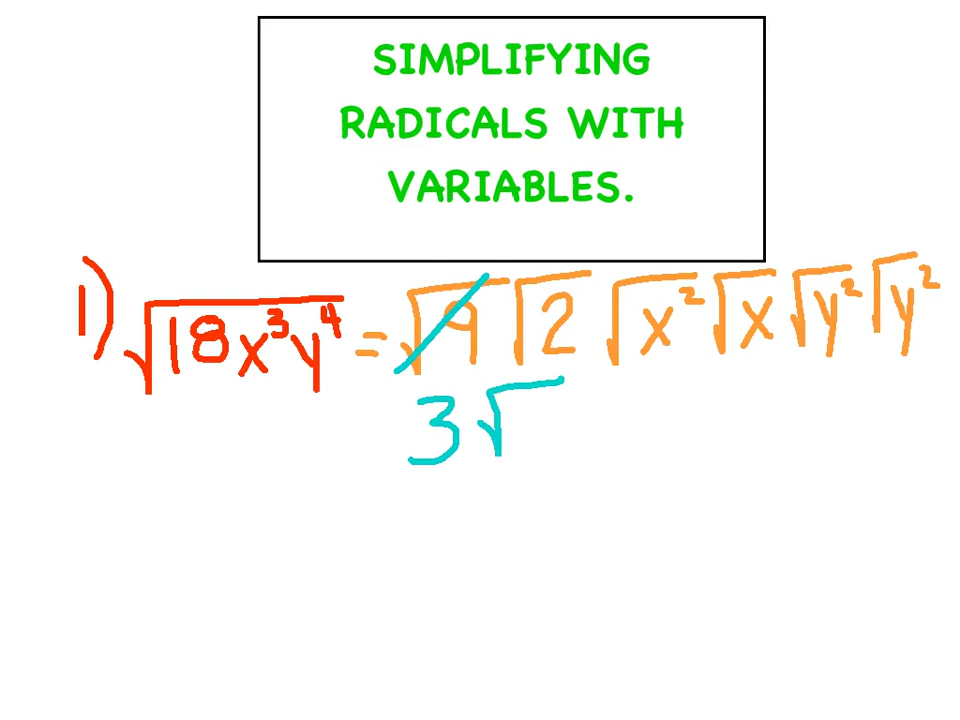 SIMPLIFYING
RADICALS WITH
VARIABLES.
1) √18x³y⁴ = √9 √2 √x² √x √y² √y²
3√